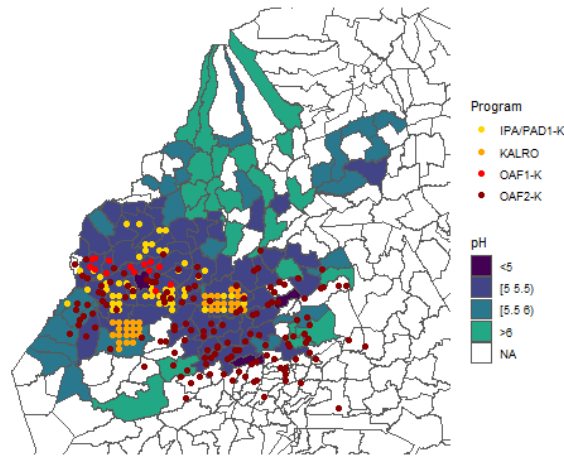 Program
IPA/PAD1-K
KALRO
OAF1-K
OAF2-K
pH
<5
[5 5.5)
[5.5 6)
>6
NA